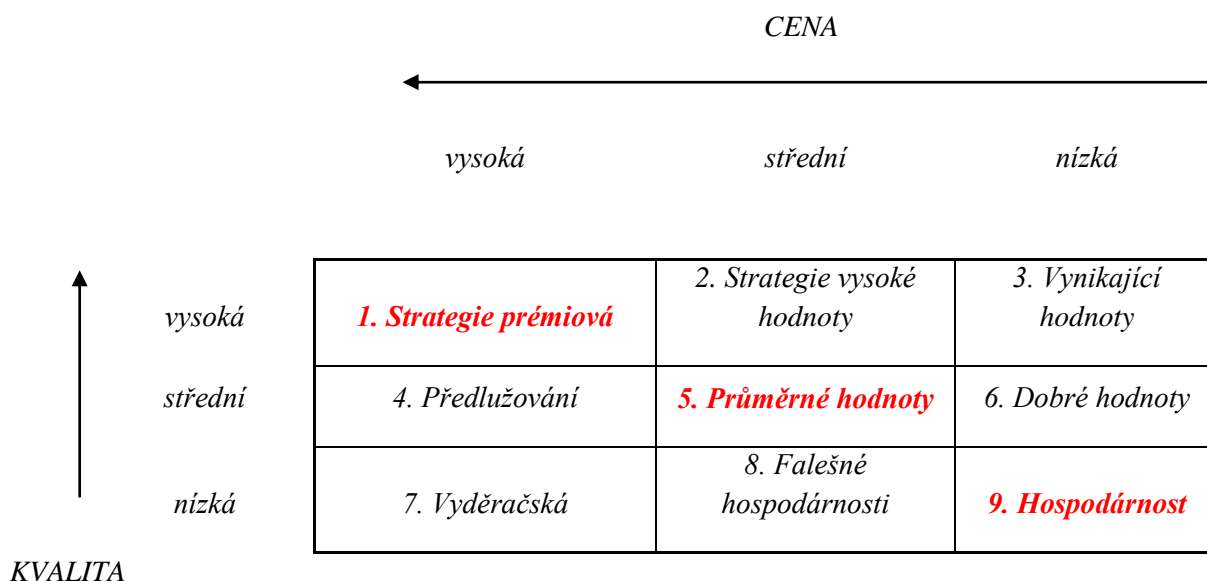 CENA
vysoká střední nízká
vysoká
1. Strategie prémiová
2. Strategie vysoké
hodnoty
3. Vynikající
hodnoty
střední
4. Předlužování
5. Průměrné hodnoty
6. Dobré hodnoty
nízká
7. Vyděračská
8. Falešné
hospodárnosti
9. Hospodárnost
KVALITA